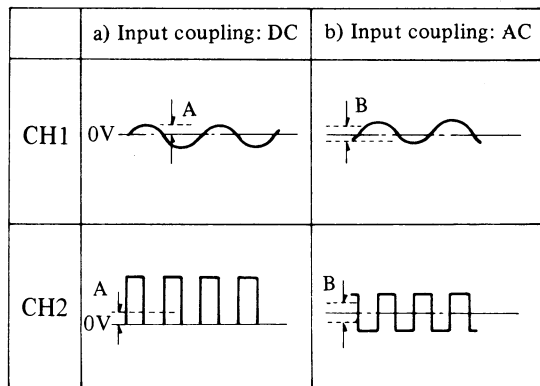 a) Input coupling: DC
b) Input coupling: AC
CH1
A
0V
B
CH2
A
0V
B